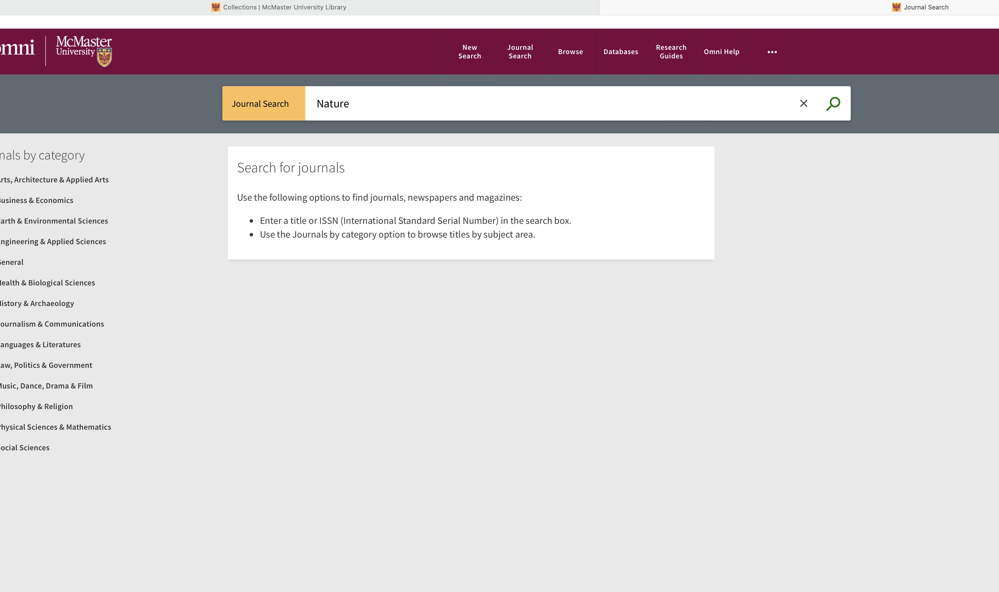 Collections | McMaster University Library
Journal Search
omni
McMaster
University
New
Search
Journal
Search
Browse
Databases
Research
Guides
Omni Help
•••
Journal Search
Nature
nals by category
rts, Architecture & Applied Arts
usiness & Economics
arth & Environmental Sciences
ngineering & Applied Sciences
eneral
ealth & Biological Sciences
istory & Archaeology
ournalism & Communications
anguages & Literatures
aw, Politics & Government
usic, Dance, Drama & Film
hilosophy & Religion
hysical Sciences & Mathematics
ocial Sciences
Search for journals
Use the following options to find journals, newspapers and magazines:
• Enter a title or ISSN (International Standard Serial Number) in the search box.
• Use the Journals by category option to browse titles by subject area.